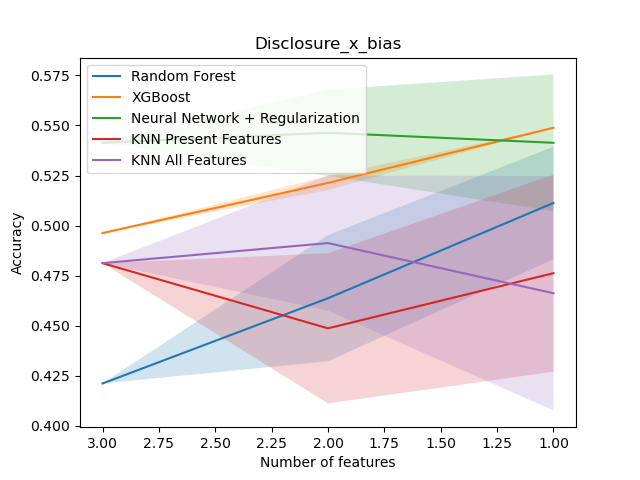 Disclosure_x_bias
Random Forest
XGBoost
Neural Network + Regularization
KNN Present Features
KNN All Features
0.575
0.550
0.525
0.500
0.475
0.450
0.425
0.400
Accuracy
3.00 2.75 2.50 2.25 2.00 1.75 1.50 1.25 1.00
Number of features